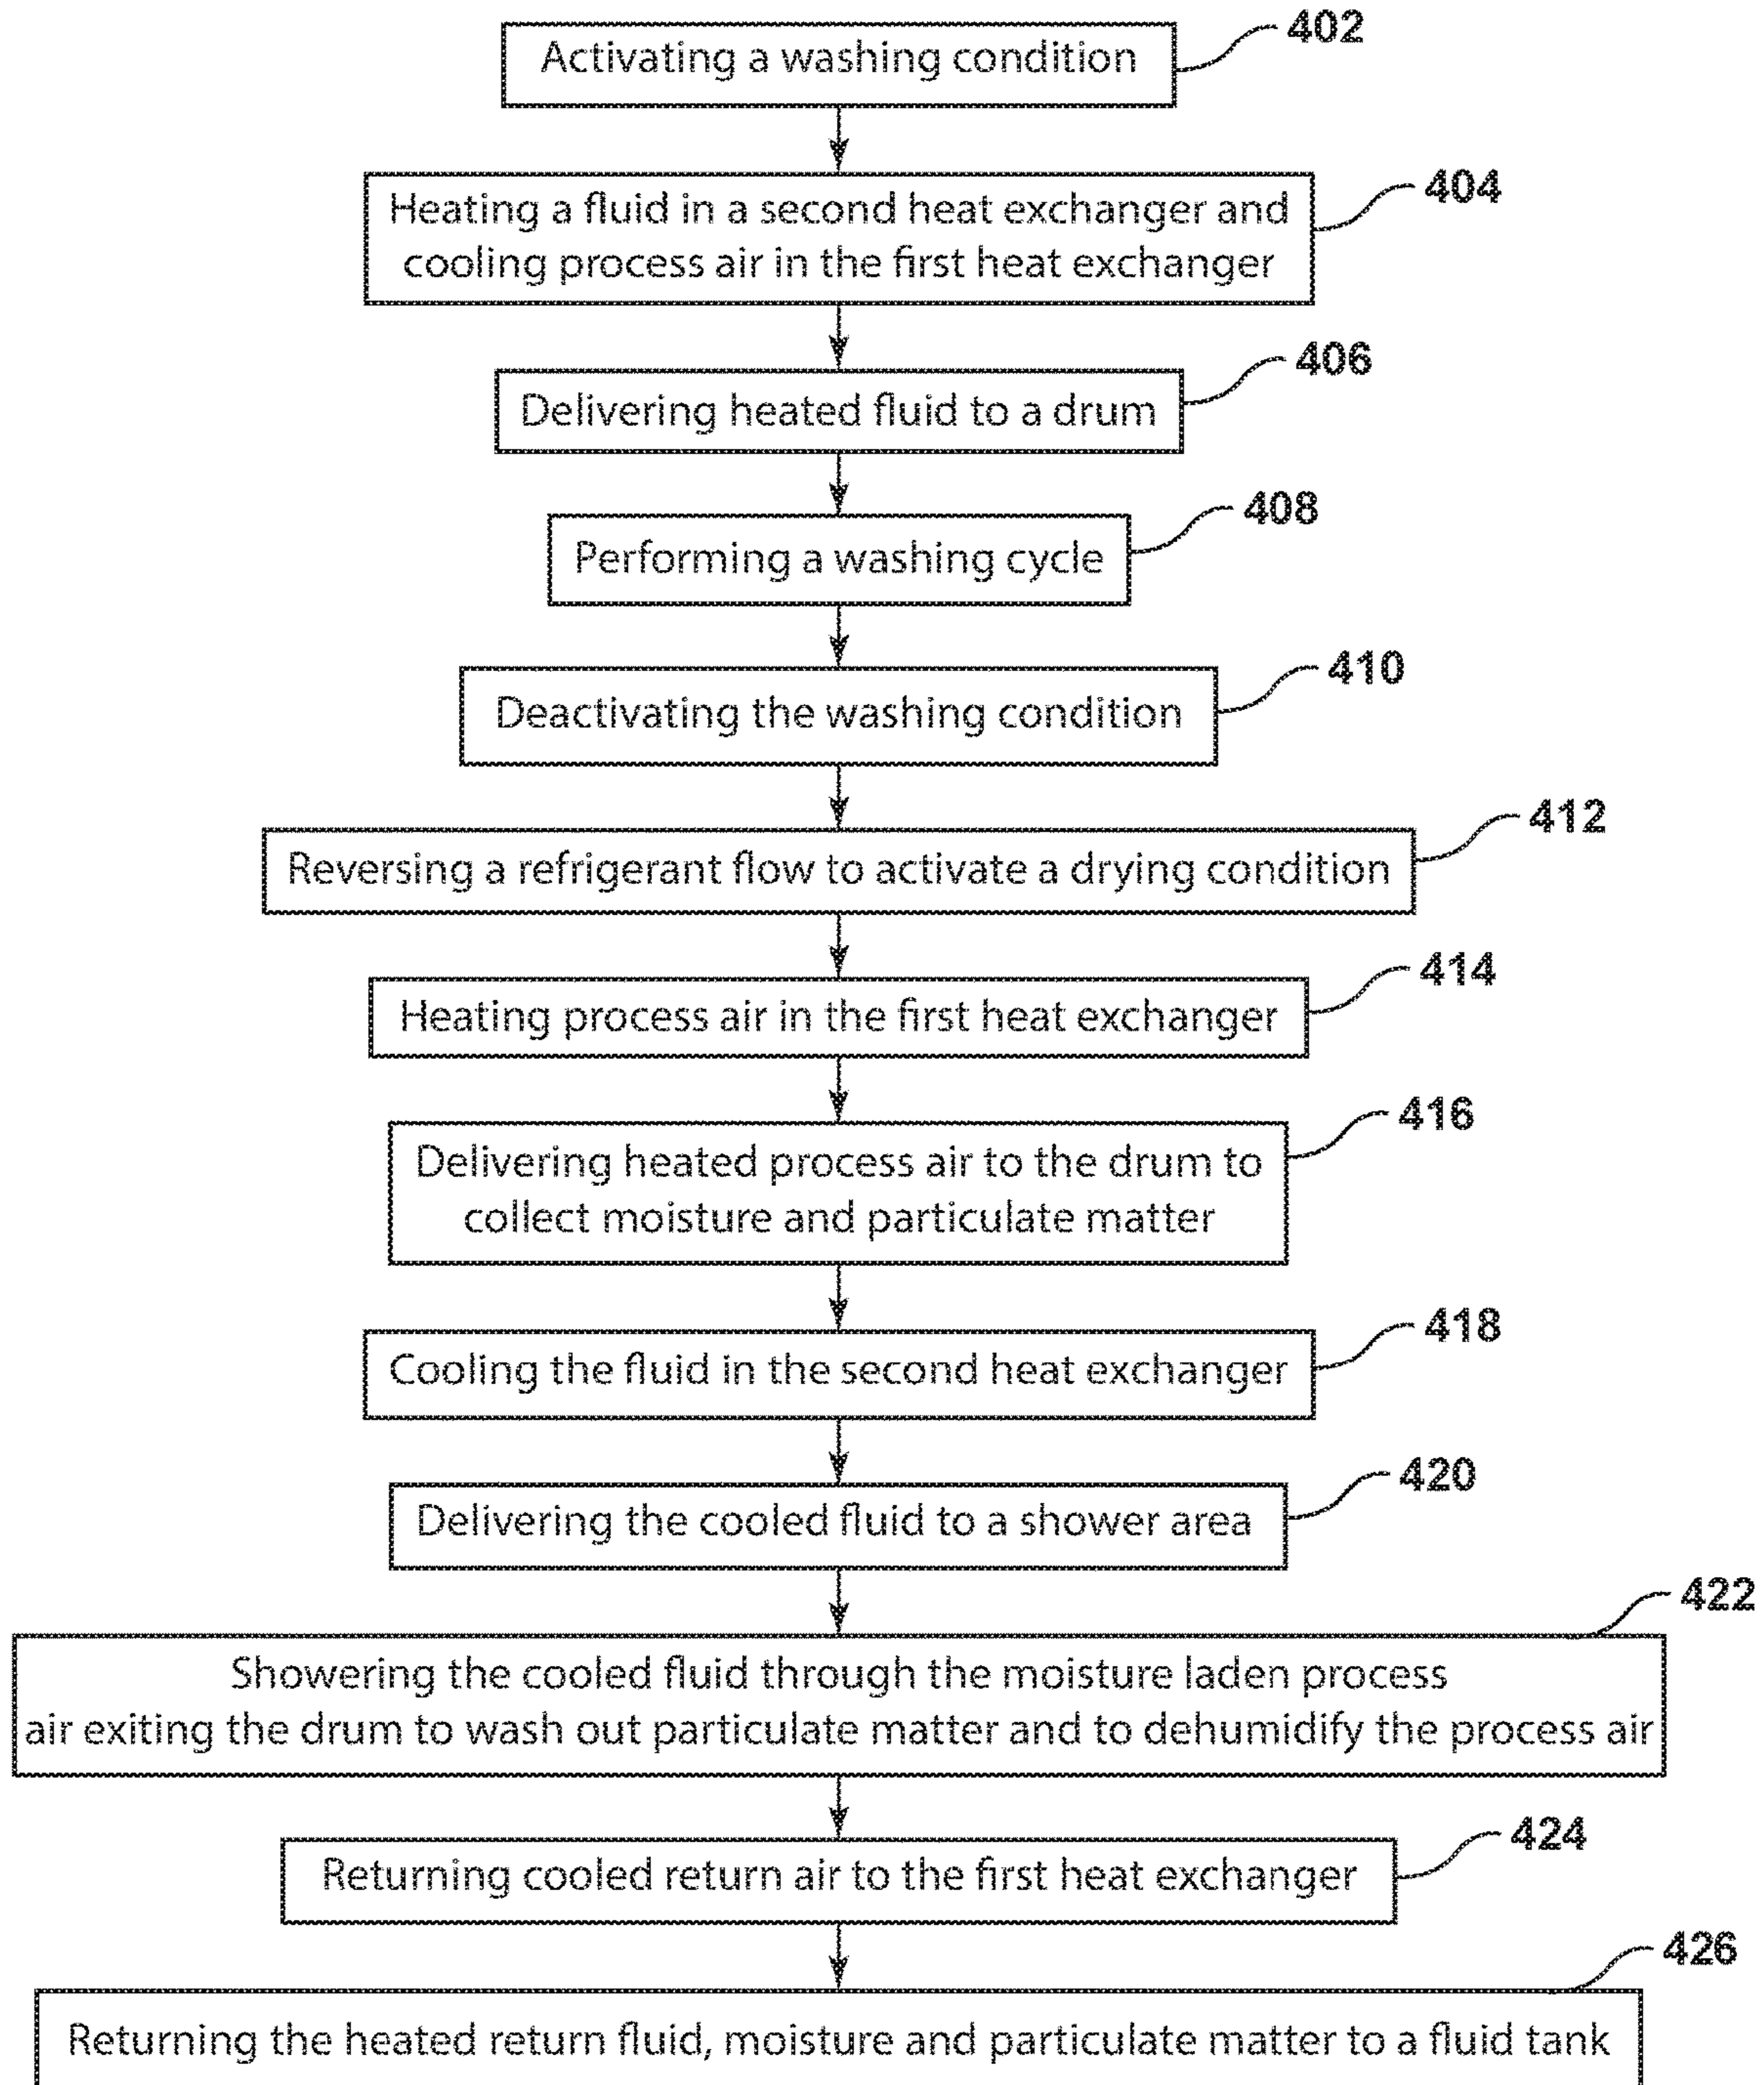 402
Activating a washing condition
404
Heating a fluid in a second heat exchanger and
cooling process air in the first heat exchanger
406
Delivering heated fluid to a drum
408
Performing a washing cycle
410
Deactivating the washing condition
412
Reversing a refrigerant flow to activate a drying condition
414
Heating process air in the first heat exchanger
416
Delivering heated process air to the drum to
collect moisture and particulate matter
418
Cooling the fluid in the second heat exchanger
420
Delivering the cooled fluid to a shower area
422
Showering the cooled fluid through the moisture laden process
air exiting the drum to wash out particulate matter and to dehumidify the process air
424
Returning cooled return air to the first heat exchanger
426
Returning the heated return fluid, moisture and particulate matter to a fluid tank